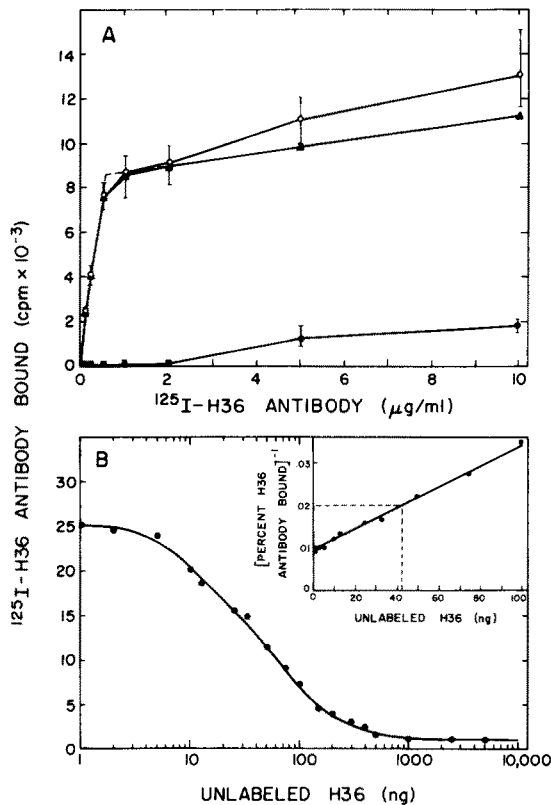 A
14
12
10
8
6
4
2
0
0 2 4 6 8 10
¹²⁵I-H36 ANTIBODY (µg/ml)
¹²⁵I-H36 ANTIBODY BOUND (cpm x 10⁻³)
B
30
25
20
15
10
5
0
1 10 100 1000 10,000
UNLABELED H36 (ng)
[PERCENT H36
ANTIBODY BOUND]⁻¹
.03
.02
.01
0 20 40 60 80 100
UNLABELED H36 (ng)